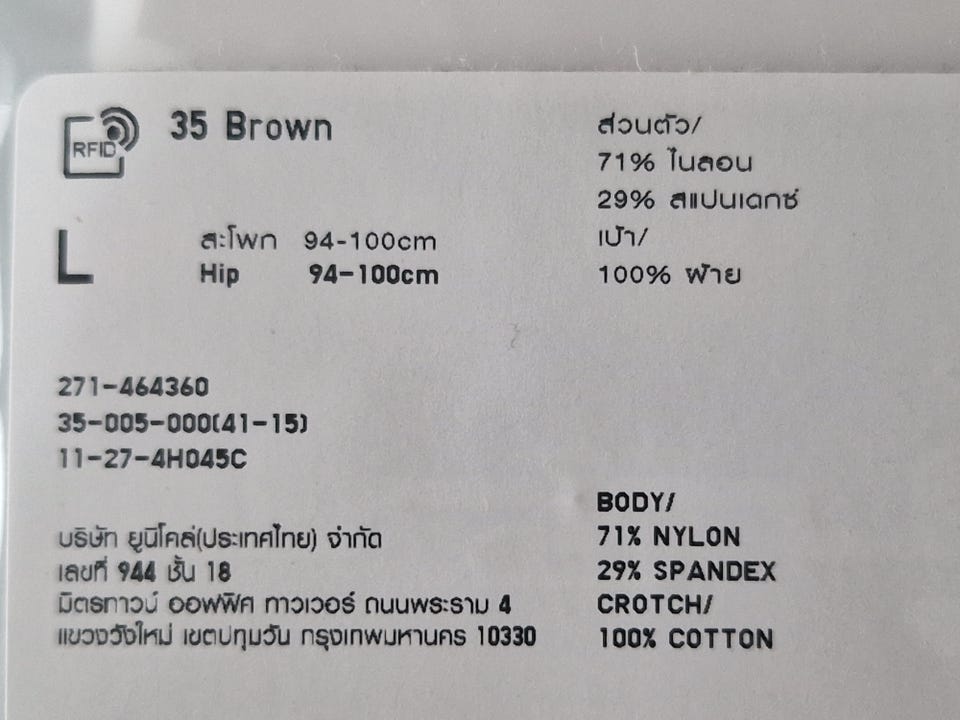 RFID
35 Brown
L
สะโพก 94-100cm
Hip 94-100cm
271-464360
35-005-000(41-15)
11-27-4H045C
บริษัท ยูนิโคล่(ประเทศไทย) จำกัด
เลขที่ 944 ชั้น 18
มิตรทาวน์ ออฟฟิศ ทาวเวอร์ ถนนพระราม 4
แขวงวังใหม่ เขตปทุมวัน กรุงเทพมหานคร 10330
ส่วนตัว/
71% ไนลอน
29% สแปนเดกซ์
เป้า/
100% ฝ้าย
BODY/
71% NYLON
29% SPANDEX
CROTCH/
100% COTTON